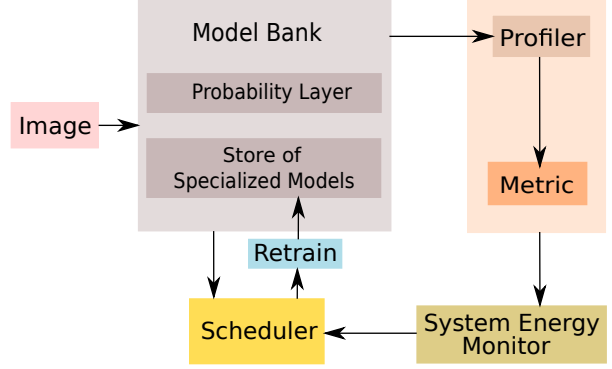 Model Bank
Profiler
Probability Layer
Image
Store of
Specialized Models
Metric
Retrain
Scheduler
System Energy
Monitor